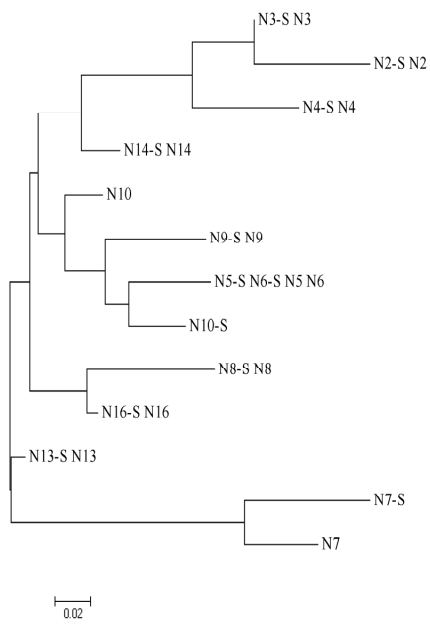 N3-S N3
N2-S N2
N4-S N4
N14-S N14
N10
N9-S N9
N5-S N6-S N5 N6
N10-S
N8-S N8
N16-S N16
N13-S N13
N7-S
N7
0.02